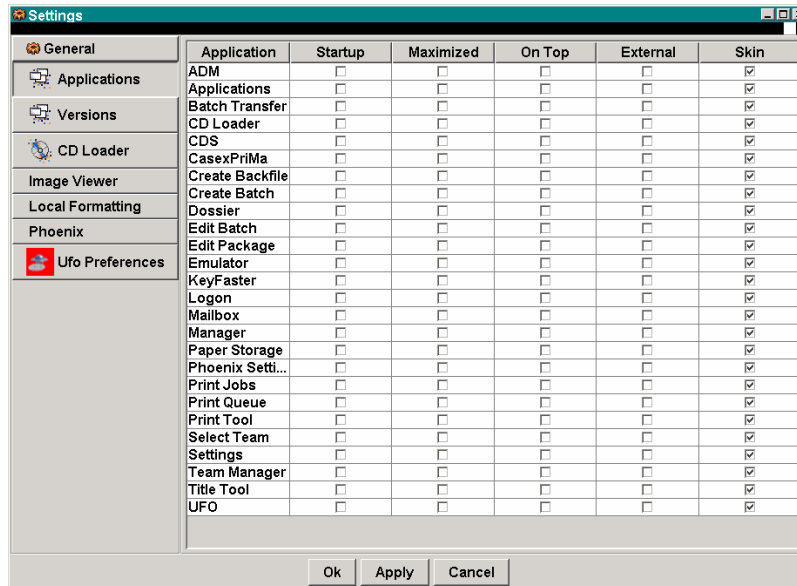 Settings
General
Applications
Versions
CD Loader
Image Viewer
Local Formatting
Phoenix
Ufo Preferences
Application Startup Maximized On Top External Skin
ADM
Applications
Batch Transfer
CD Loader
CDS
CasexPriMa
Create Backfile
Create Batch
Dossier
Edit Batch
Edit Package
Emulator
KeyFaster
Logon
Mailbox
Manager
Paper Storage
Phoenix Setti...
Print Jobs
Print Queue
Print Tool
Select Team
Settings
Team Manager
Title Tool
UFO
Ok Apply Cancel